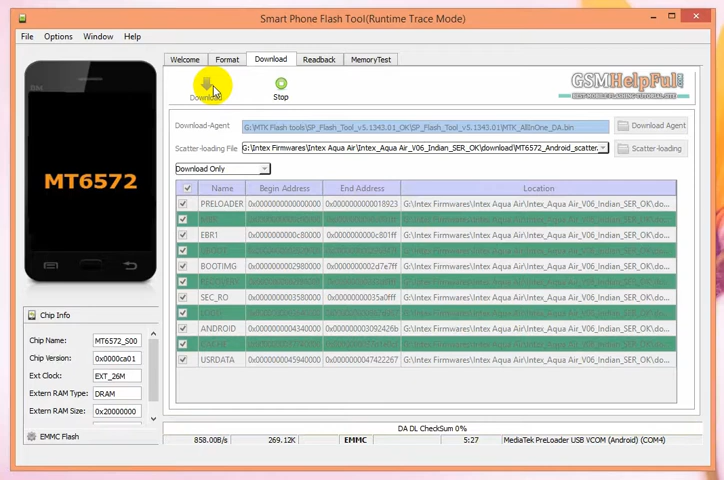 Smart Phone Flash Tool(Runtime Trace Mode)
File Options Window Help
Welcome Format Download Readback MemoryTest
Download Stop
GSMHelpFul
BEST MOBILE FLASHING TUTORIAL SITE
Download-Agent G:\MTK Flash tools\SP_Flash_Tool_v5.1343.01_OK\SP_Flash_Tool_v5.1343.01\MTK_AllInOne_DA.bin Download Agent
Scatter-loading File G:\Intex Firmwares\Intex Aqua Air\Intex_Aqua_Air_V06_Indian_SER_OK\download\MT6572_Android_scatter. Scatter-loading
Download Only
Name Begin Address End Address Location
PRELOADER 0x0000000000000000 0x0000000000018923 G:\Intex Firmwares\Intex Aqua Air\Intex_Aqua_Air_V06_Indian_SER_OK\do...
EBR1 0x0000000000c80000 0x0000000000c801ff G:\Intex Firmwares\Intex Aqua Air\Intex_Aqua_Air_V06_Indian_SER_OK\do...
BOOTIMG 0x0000000002980000 0x0000000002d7e7ff G:\Intex Firmwares\Intex Aqua Air\Intex_Aqua_Air_V06_Indian_SER_OK\do...
SEC_RO 0x0000000003580000 0x00000000035a0fff G:\Intex Firmwares\Intex Aqua Air\Intex_Aqua_Air_V06_Indian_SER_OK\do...
ANDROID 0x0000000004340000 0x000000003092426b G:\Intex Firmwares\Intex Aqua Air\Intex_Aqua_Air_V06_Indian_SER_OK\do...
USRDATA 0x0000000045940000 0x0000000047422267 G:\Intex Firmwares\Intex Aqua Air\Intex_Aqua_Air_V06_Indian_SER_OK\do...
MT6572
Chip Info
Chip Name: MT6572_S00
Chip Version: 0x0000ca01
Ext Clock: EXT_26M
Extern RAM Type: DRAM
Extern RAM Size: 0x20000000
EMMC Flash
DA DL CheckSum 0%
858.00B/s 269.12K EMMC 5:27 MediaTek PreLoader USB VCOM (Android) (COM4)